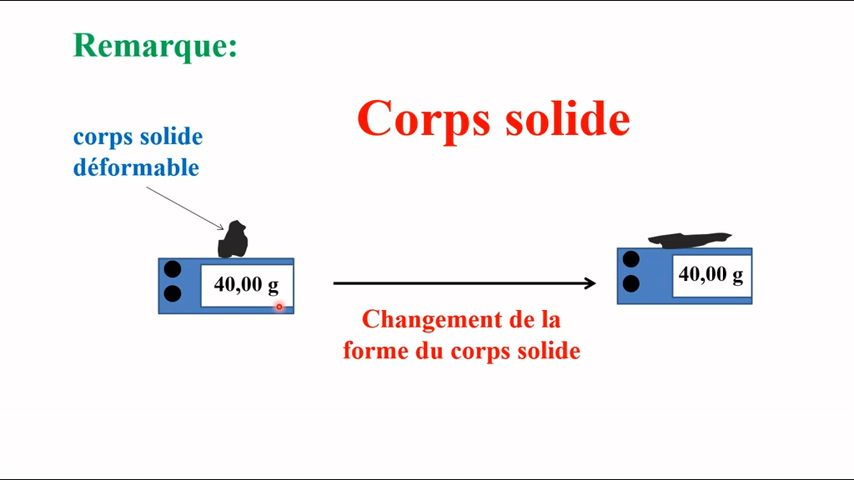 Remarque:
Corps solide
corps solide
déformable
40,00 g
40,00 g
Changement de la
forme du corps solide